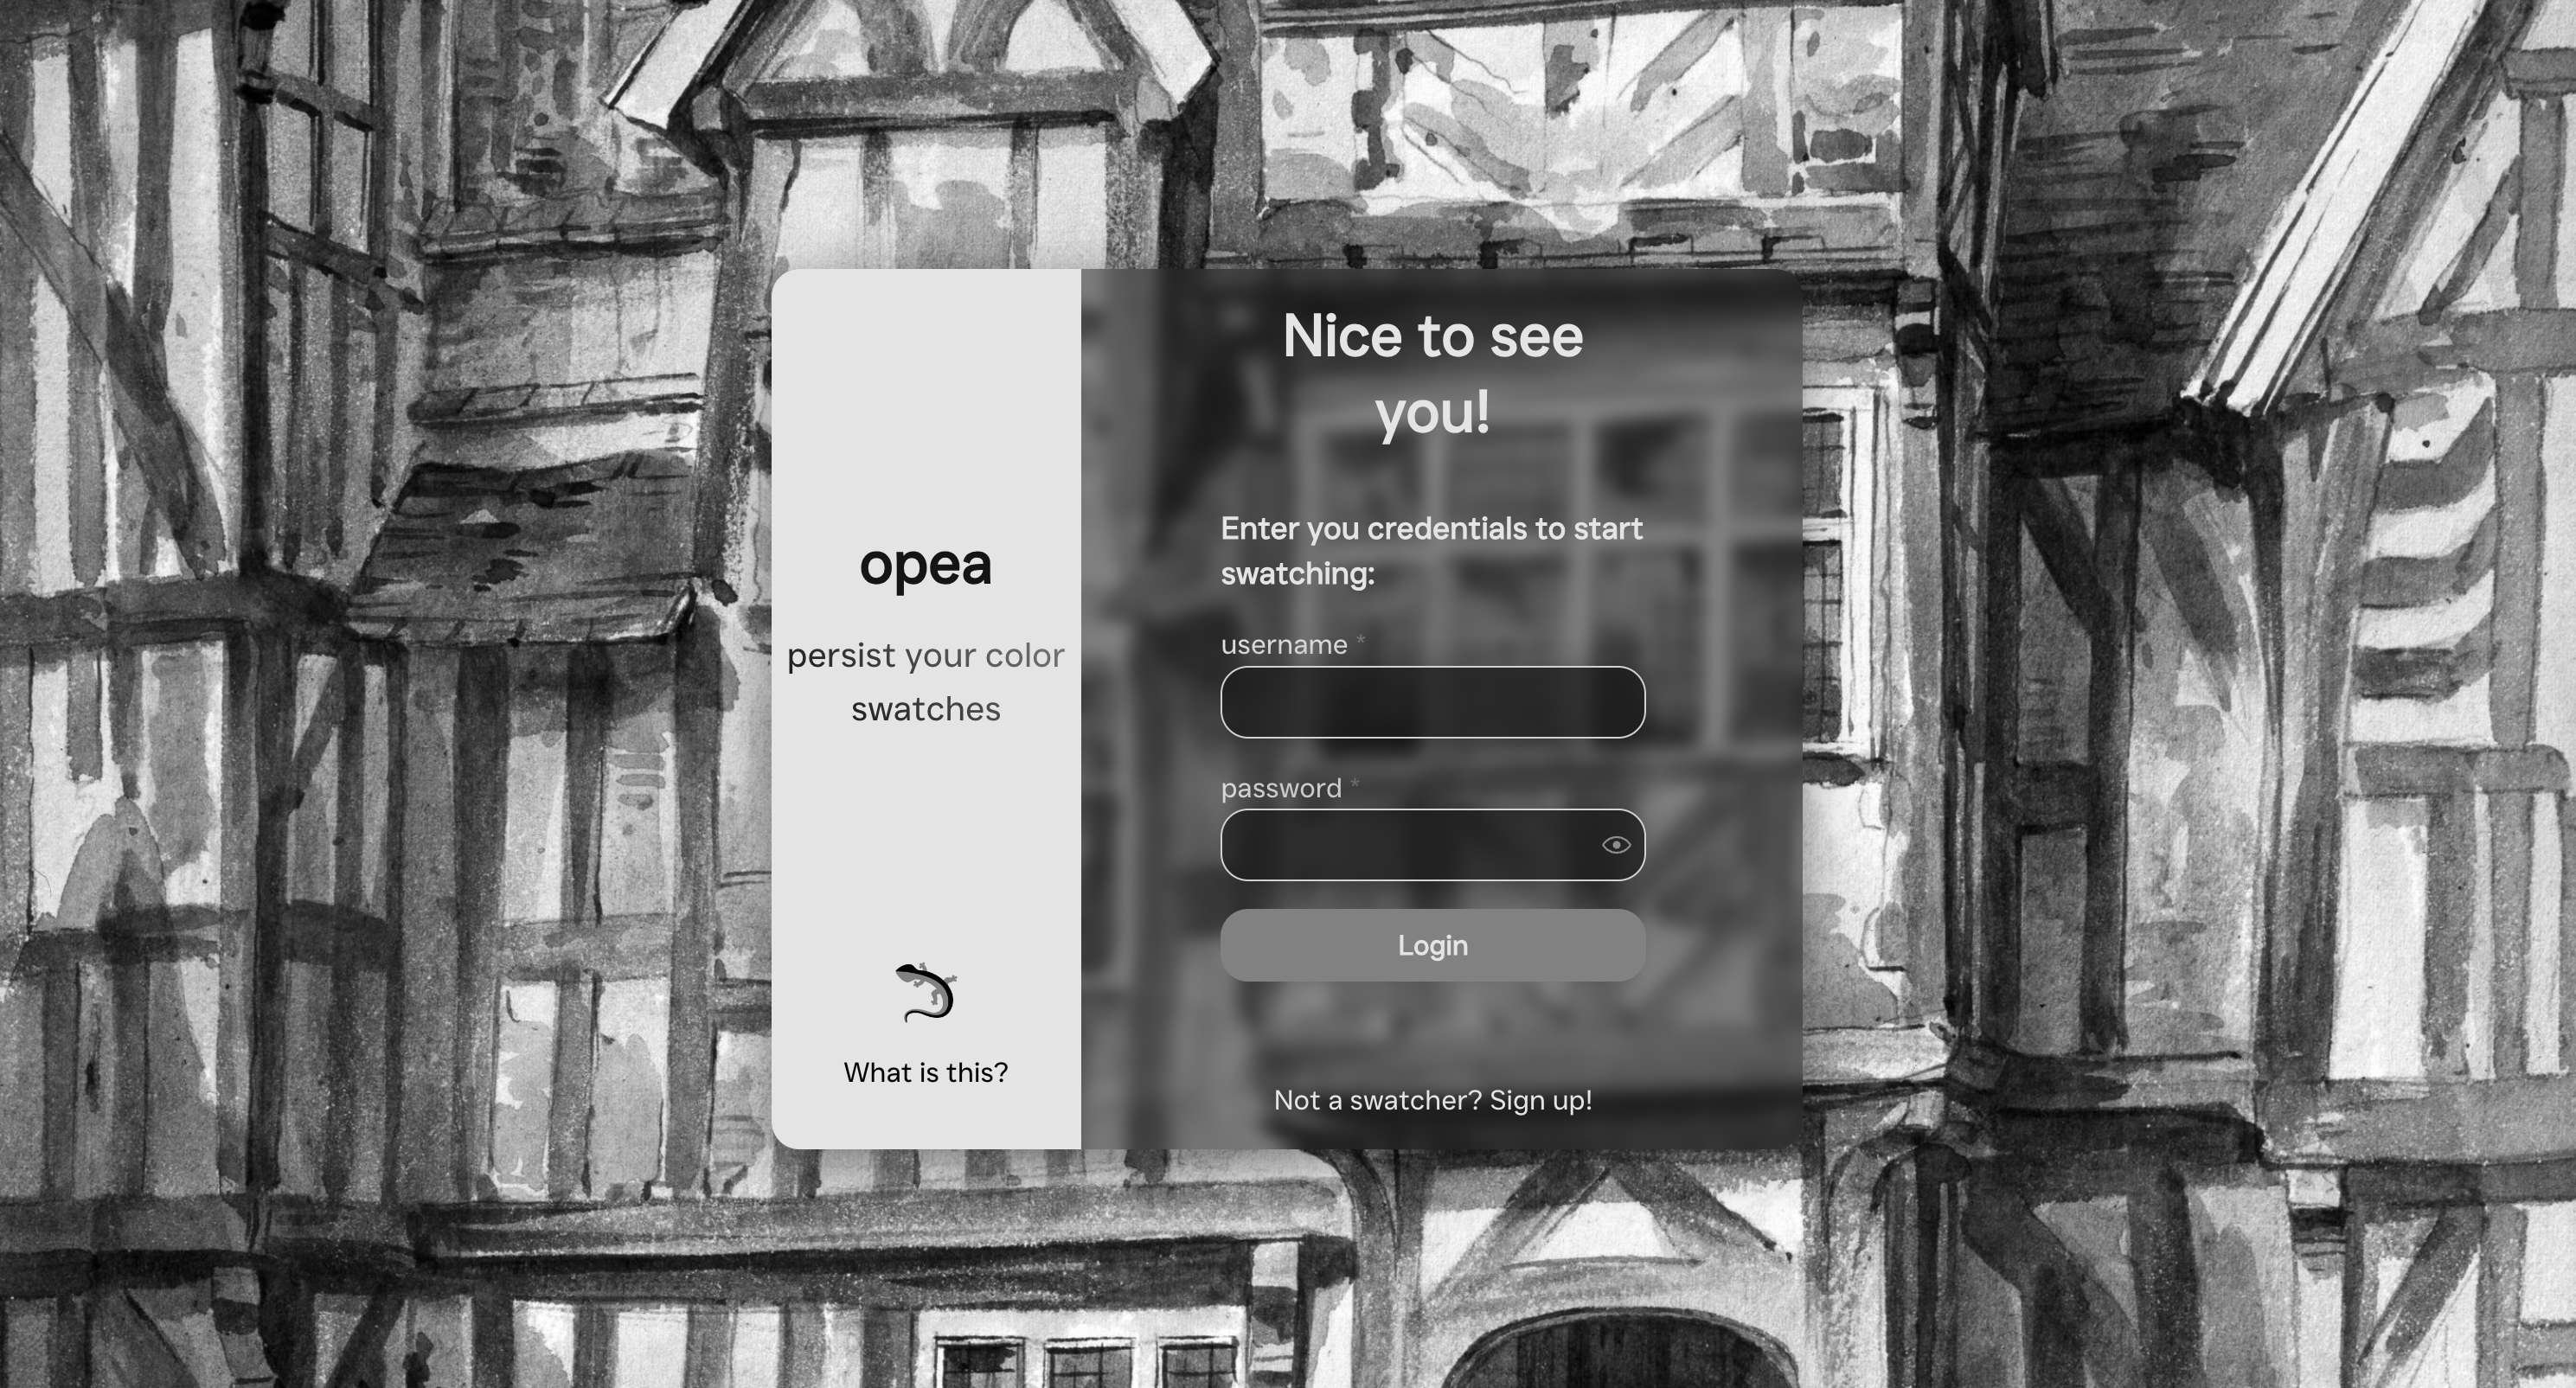 opea
persist your color
swatches
What is this?
Nice to see
you!
Enter you credentials to start
swatching:
username *
password *
Login
Not a swatcher? Sign up!